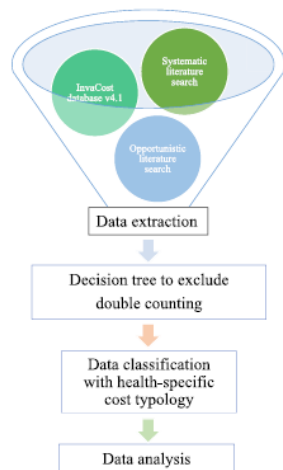 Systematic
literature
search
InvaCost
database v4.1
Opportunistic
literature
search
Data extraction
Decision tree to exclude
double counting
Data classification
with health-specific
cost typology
Data analysis